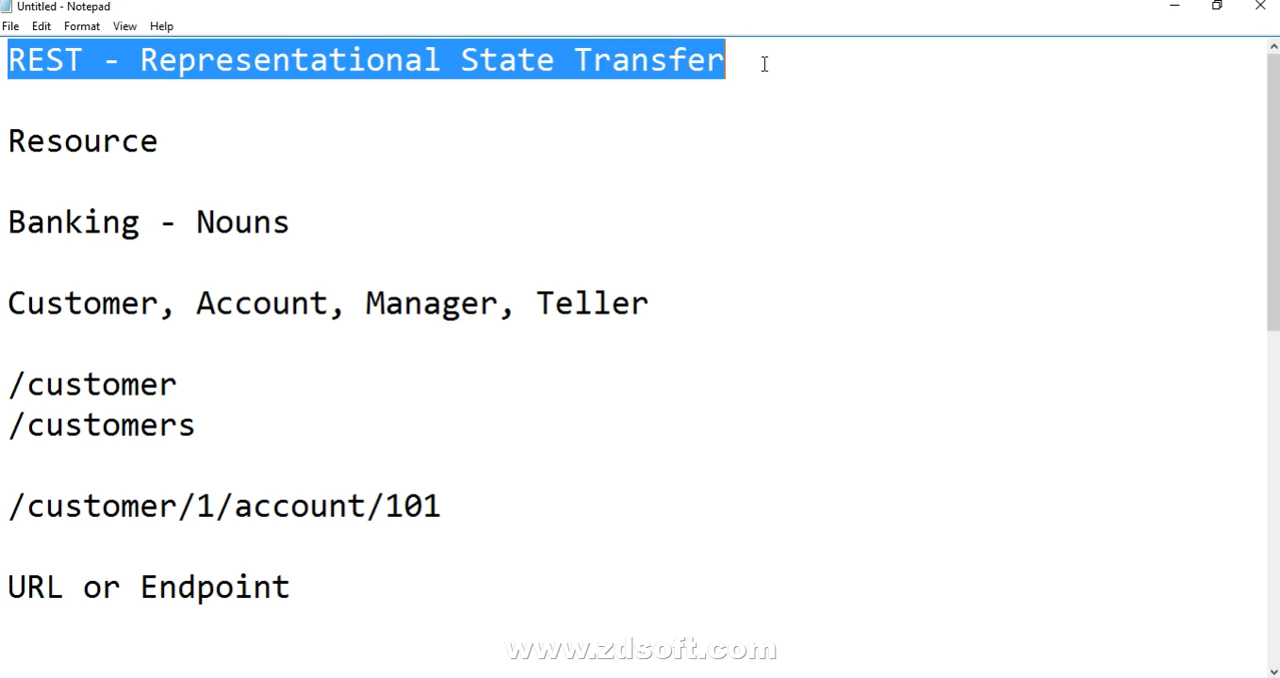 Untitled - Notepad
File Edit Format View Help
REST - Representational State Transfer
Resource
Banking - Nouns
Customer, Account, Manager, Teller
/customer
/customers
/customer/1/account/101
URL or Endpoint
www.zdsoft.com